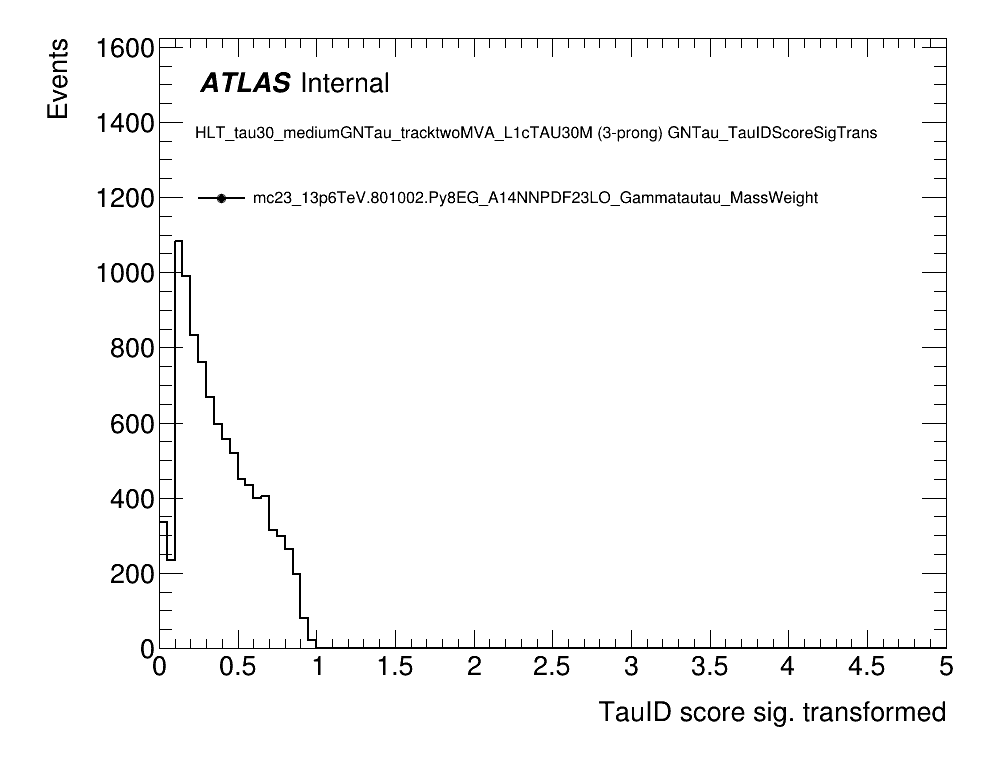 Events
1600
1400
1200
1000
800
600
400
200
0
ATLAS Internal
HLT_tau30_mediumGNTau_tracktwoMVA_L1cTAU30M (3-prong) GNTau_TauIDScoreSigTrans
mc23_13p6TeV.801002.Py8EG_A14NNPDF23LO_Gammatautau_MassWeight
0 0.5 1 1.5 2 2.5 3 3.5 4 4.5 5
TauID score sig. transformed